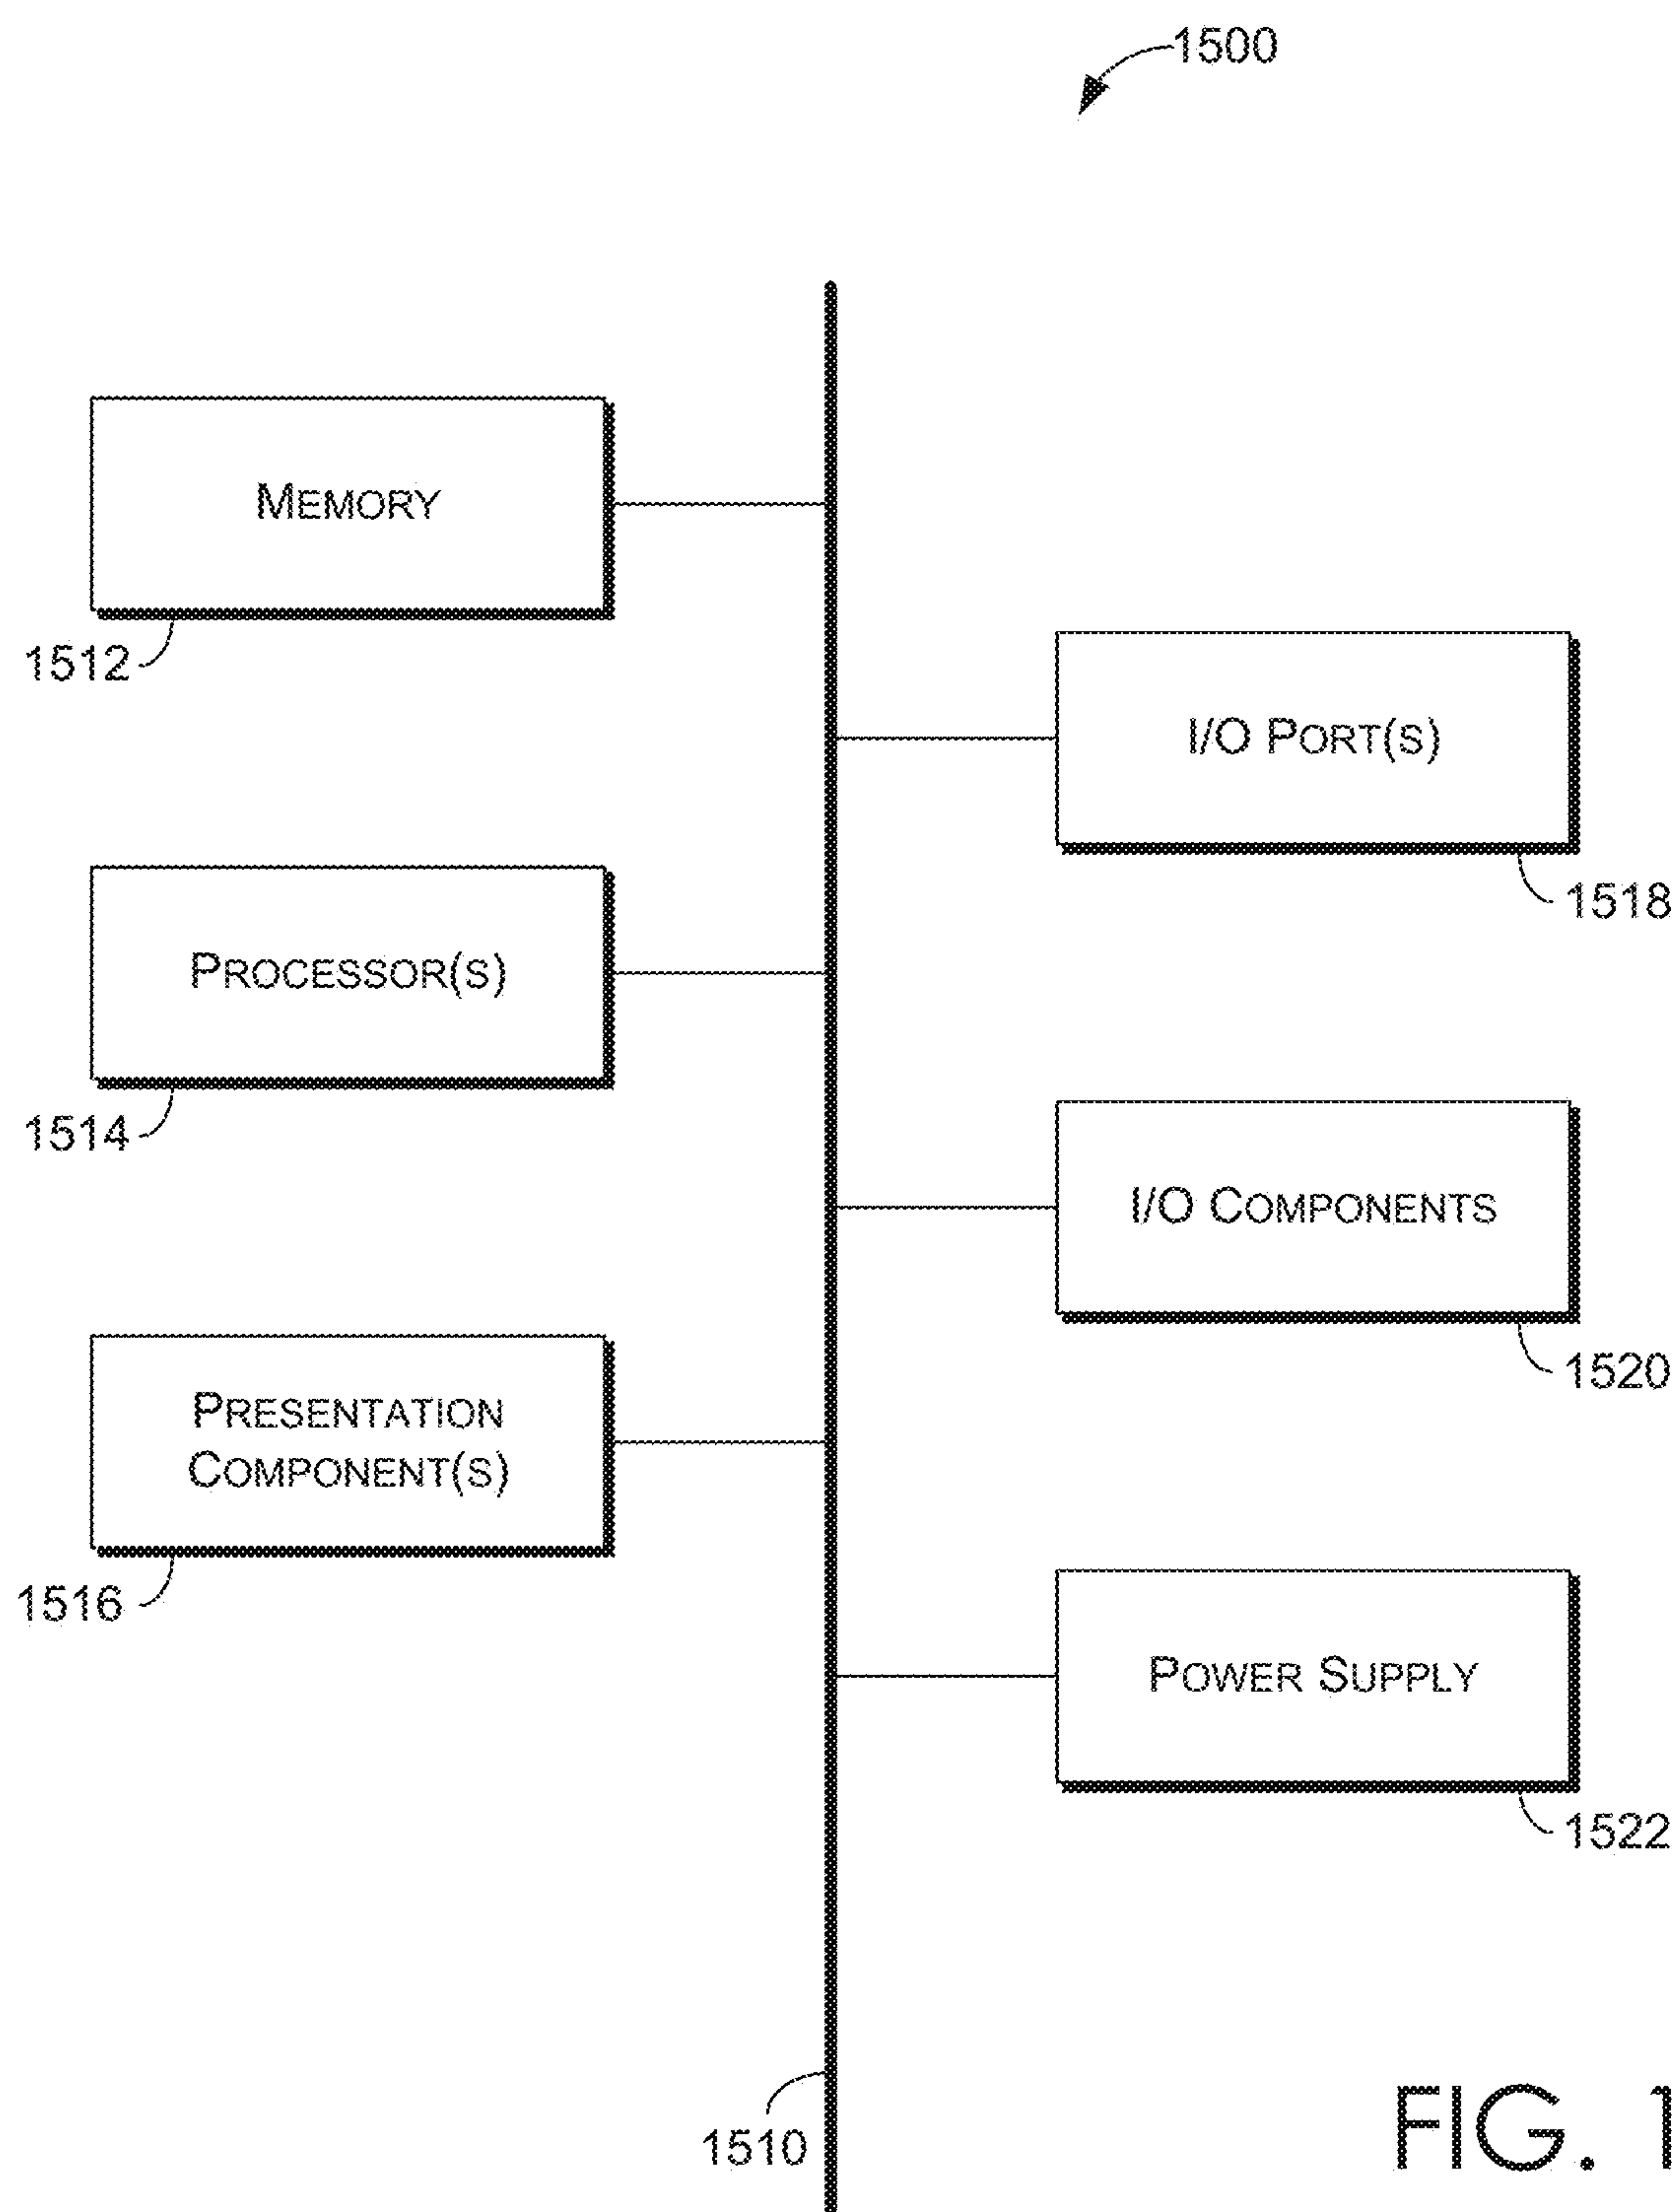 1500
MEMORY
1512
I/O PORT(S)
1518
PROCESSOR(S)
1514
I/O COMPONENTS
1520
PRESENTATION
COMPONENT(S)
1516
POWER SUPPLY
1522
1510
FIG. 1